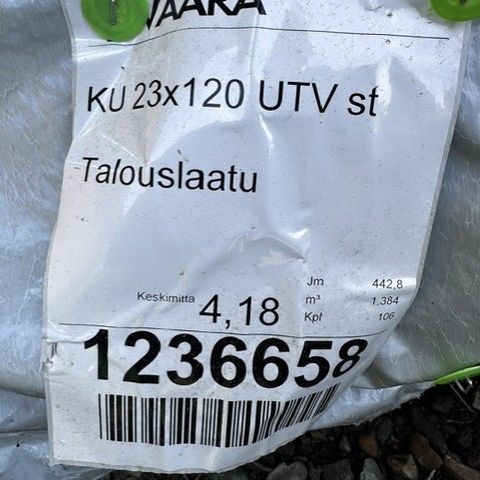 VAARA
KU 23x120 UTV st
Talouslaatu
Jm 442,8
Keskimitta 4,18 m³ 1,384
Kpl 106
1236658